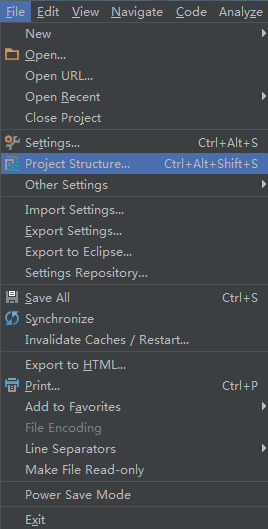 File Edit View Navigate Code Analyze
New
Open...
Open URL...
Open Recent
Close Project
Settings... Ctrl+Alt+S
Project Structure... Ctrl+Alt+Shift+S
Other Settings
Import Settings...
Export Settings...
Export to Eclipse...
Settings Repository...
Save All Ctrl+S
Synchronize
Invalidate Caches / Restart...
Export to HTML...
Print... Ctrl+P
Add to Favorites
File Encoding
Line Separators
Make File Read-only
Power Save Mode
Exit